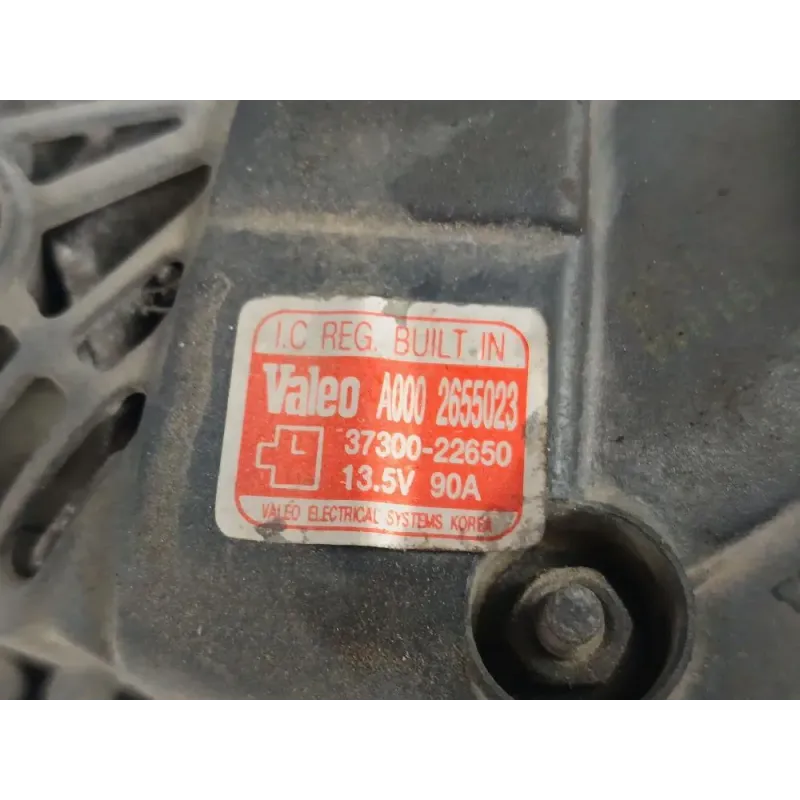 I.C REG. BUILT IN
Valeo A000 2655023
37300-22650
13.5V 90A
VALEO ELECTRICAL SYSTEMS KOREA